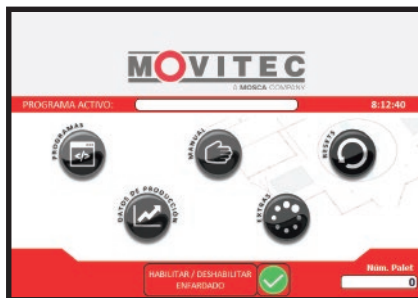 MOVITEC
A MOSCA COMPANY
PROGRAMA ACTIVO:
8:12:40
PROGRAMAS
MANUAL
RESETS
DATOS DE PRODUCCIÓN
EXTRAS
HABILITAR / DESHABILITAR
ENFARDADO
Núm. Palet
0